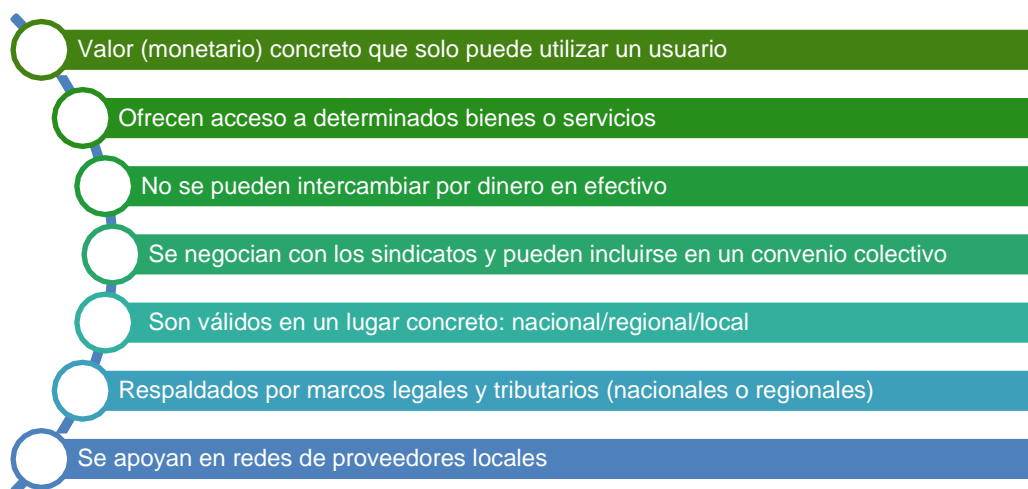 Valor (monetario) concreto que solo puede utilizar un usuario
Ofrecen acceso a determinados bienes o servicios
No se pueden intercambiar por dinero en efectivo
Se negocian con los sindicatos y pueden incluirse en un convenio colectivo
Son válidos en un lugar concreto: nacional/regional/local
Respaldados por marcos legales y tributarios (nacionales o regionales)
Se apoyan en redes de proveedores locales